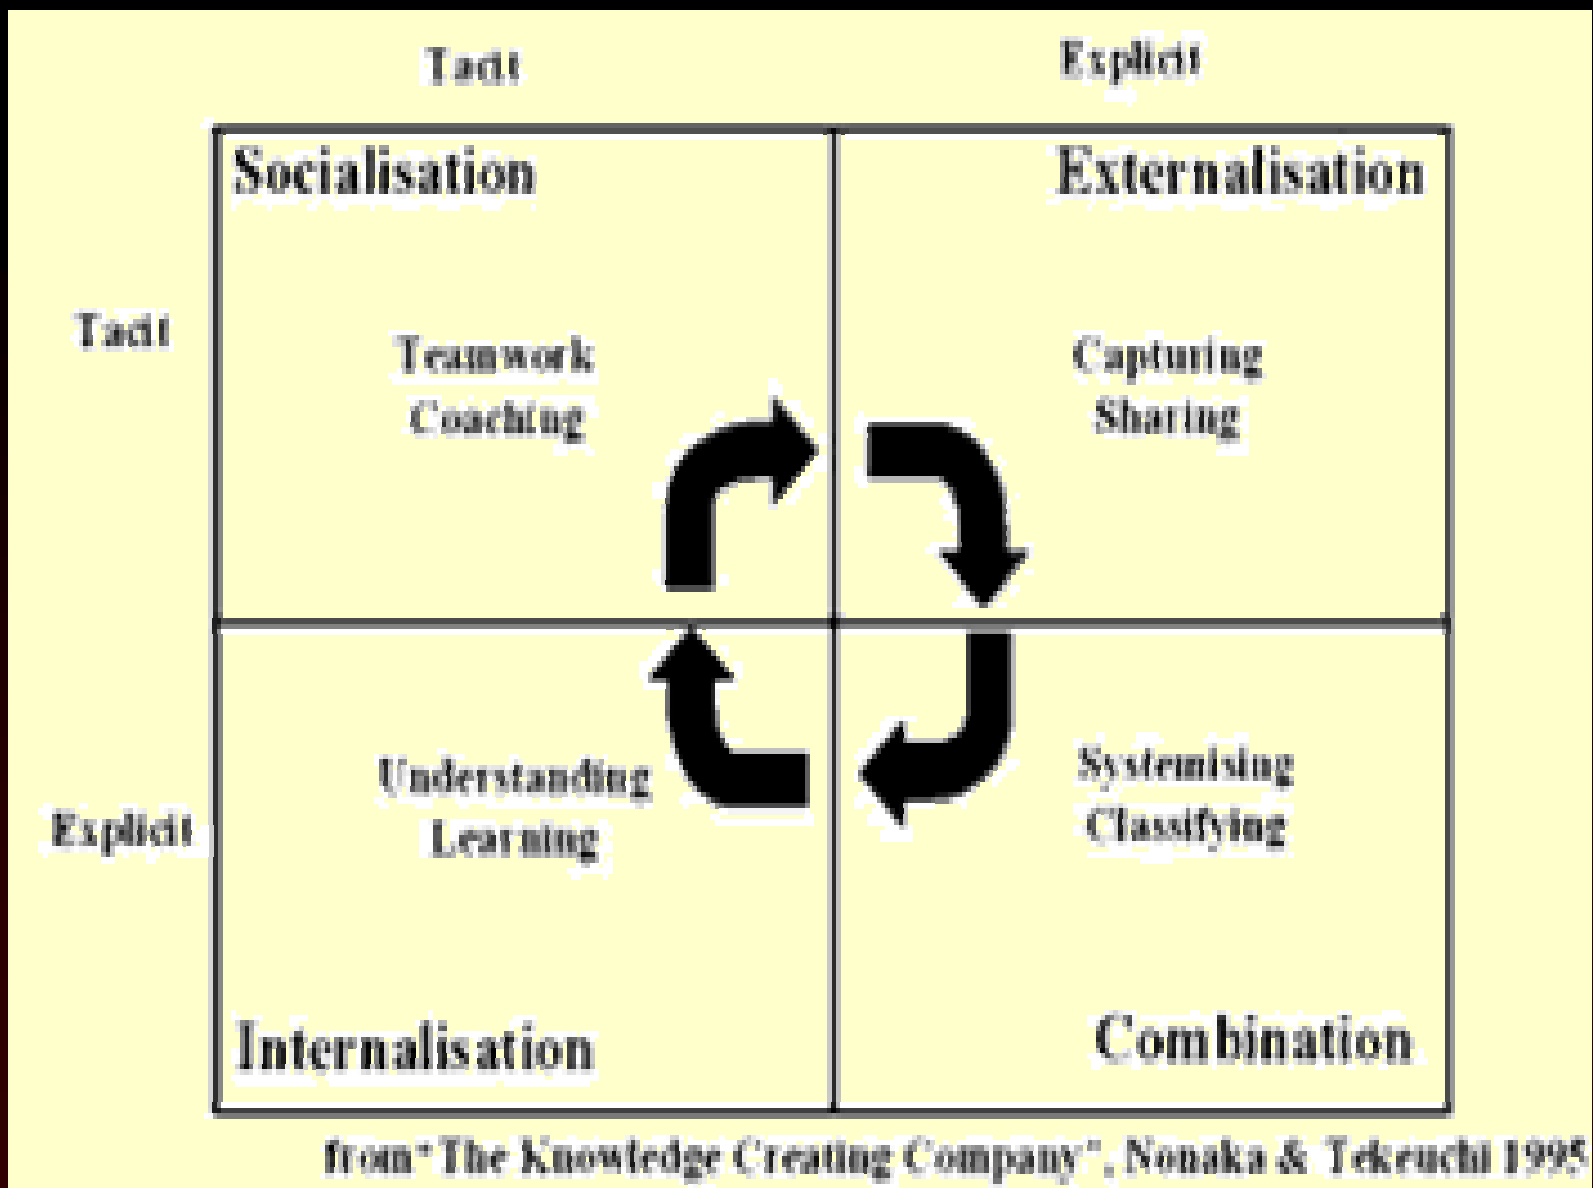 Tacit
Explicit
Socialisation
Externalisation
Tacit
Teamwork
Coaching
Capturing
Sharing
Explicit
Understanding
Learning
Systemising
Classifying
Internalisation
Combination
from "The Knowledge Creating Company", Nonaka & Tekeuchi 1995